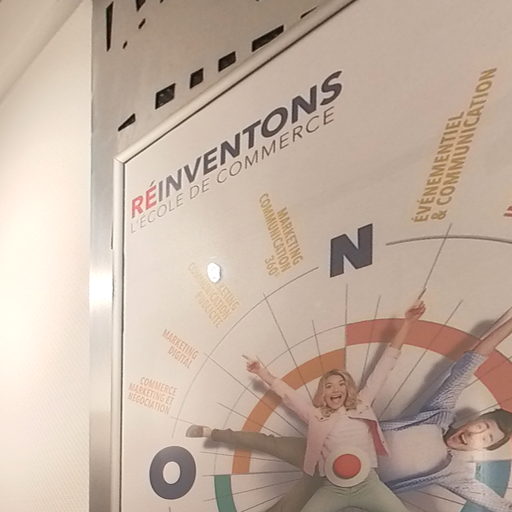 RÉINVENTONS
L'ÉCOLE DE COMMERCE
ÉVÉNEMENTIEL
& COMMUNICATION
MARKETING
COMMUNICATION
360°
N
MARKETING
DIGITAL
COMMERCE
MARKETING ET
NÉGOCIATION
O